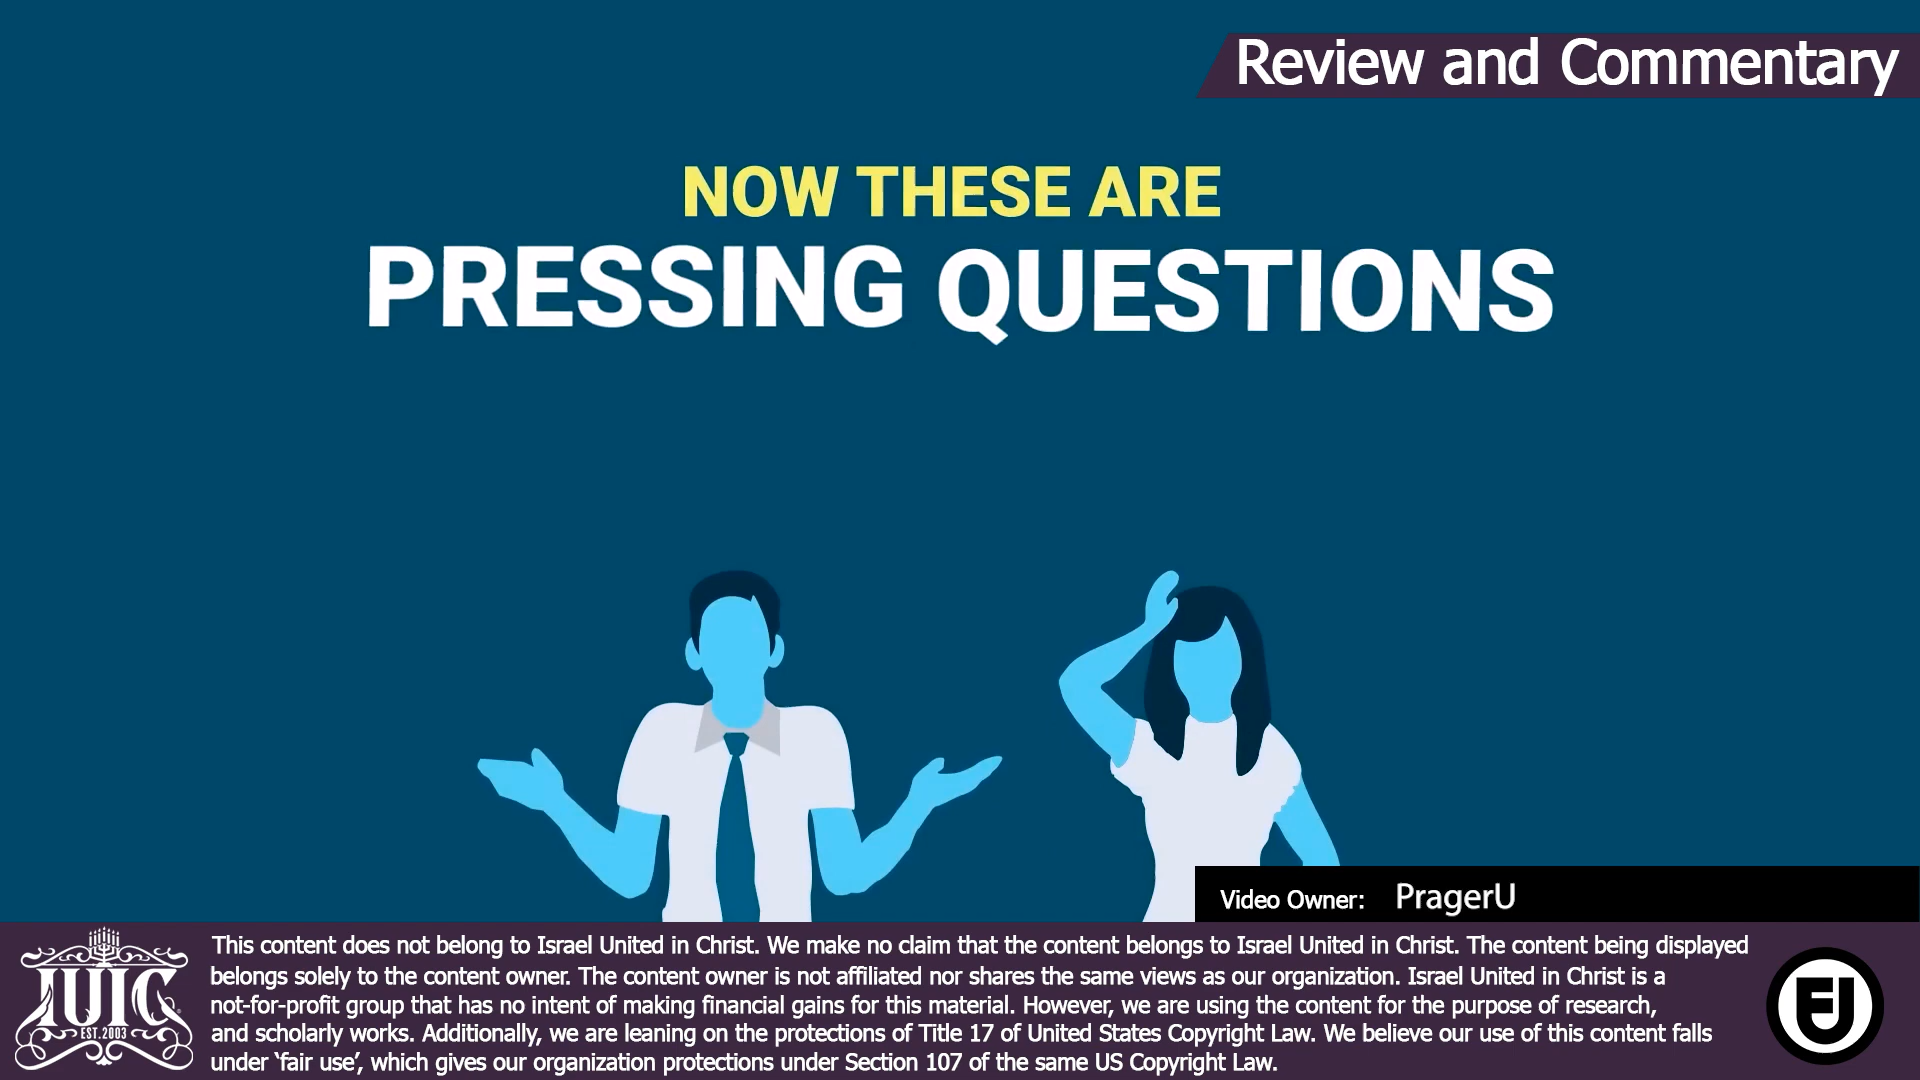 Review and Commentary
NOW THESE ARE
PRESSING QUESTIONS
Video Owner: PragerU
This content does not belong to Israel United in Christ. We make no claim that the content belongs to Israel United in Christ. The content being displayed
belongs solely to the content owner. The content owner is not affiliated nor shares the same views as our organization. Israel United in Christ is a
not-for-profit group that has no intent of making financial gains for this material. However, we are using the content for the purpose of research,
and scholarly works. Additionally, we are leaning on the protections of Title 17 of United States Copyright Law. We believe our use of this content falls
under ‘fair use’, which gives our organization protections under Section 107 of the same US Copyright Law.
IUIC
EST. 2003